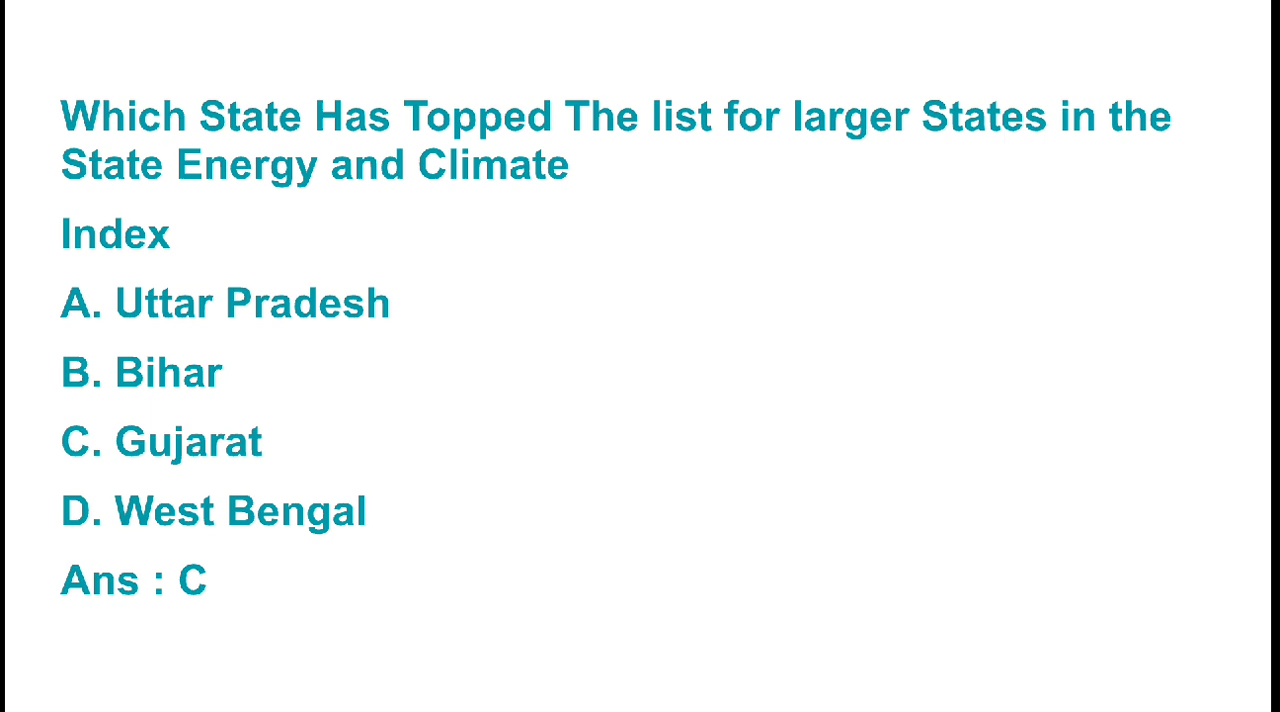 Which State Has Topped The list for larger States in the
State Energy and Climate
Index
A. Uttar Pradesh
B. Bihar
C. Gujarat
D. West Bengal
Ans : C